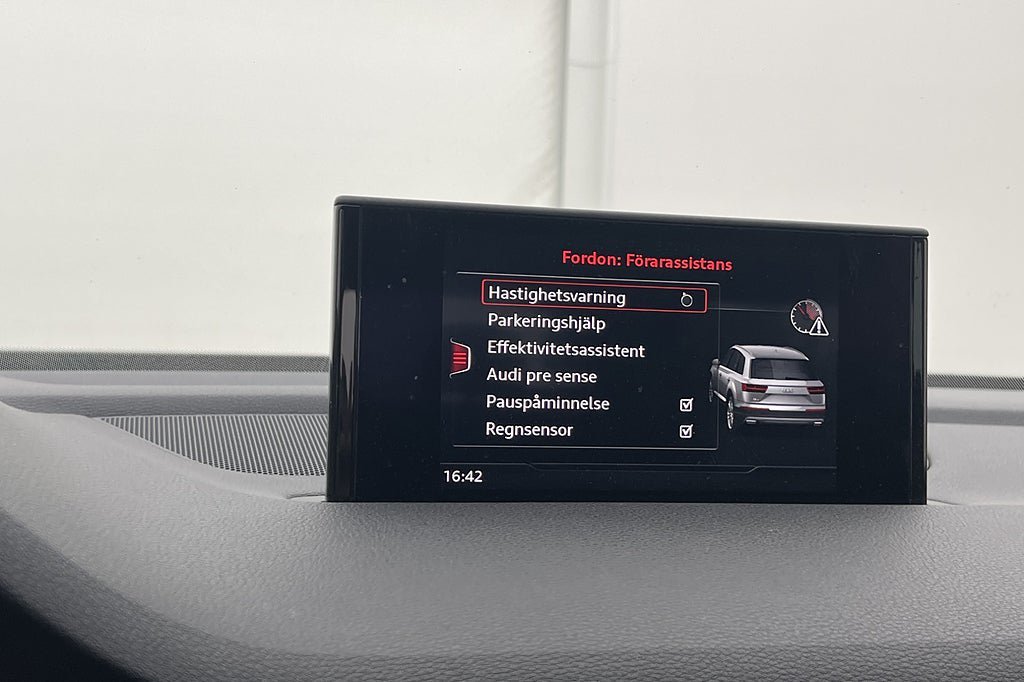 Fordon: Förarassistans
Hastighetsvarning
Parkeringshjälp
Effektivitetsassistent
Audi pre sense
Pauspåminnelse
Regnsensor
16:42